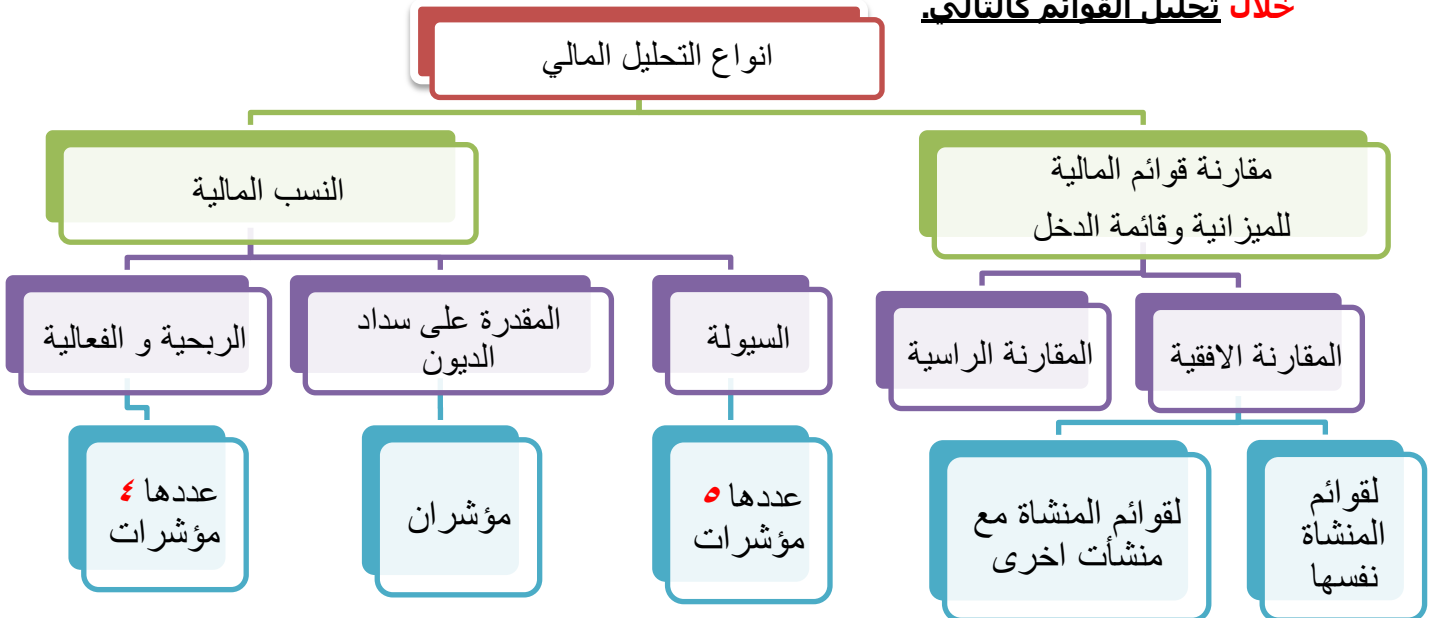 خلال تحليل القوائم كالتالي.
انواع التحليل المالي
مقارنة قوائم المالية
للميزانية وقائمة الدخل
النسب المالية
المقارنة الافقية
المقارنة الراسية
السيولة
المقدرة على سداد
الديون
الربحية و الفعالية
لقوائم
المنشاة
نفسها
لقوائم المنشاة مع
منشأت اخرى
عددها ٥
مؤشرات
مؤشران
عددها ٤
مؤشرات